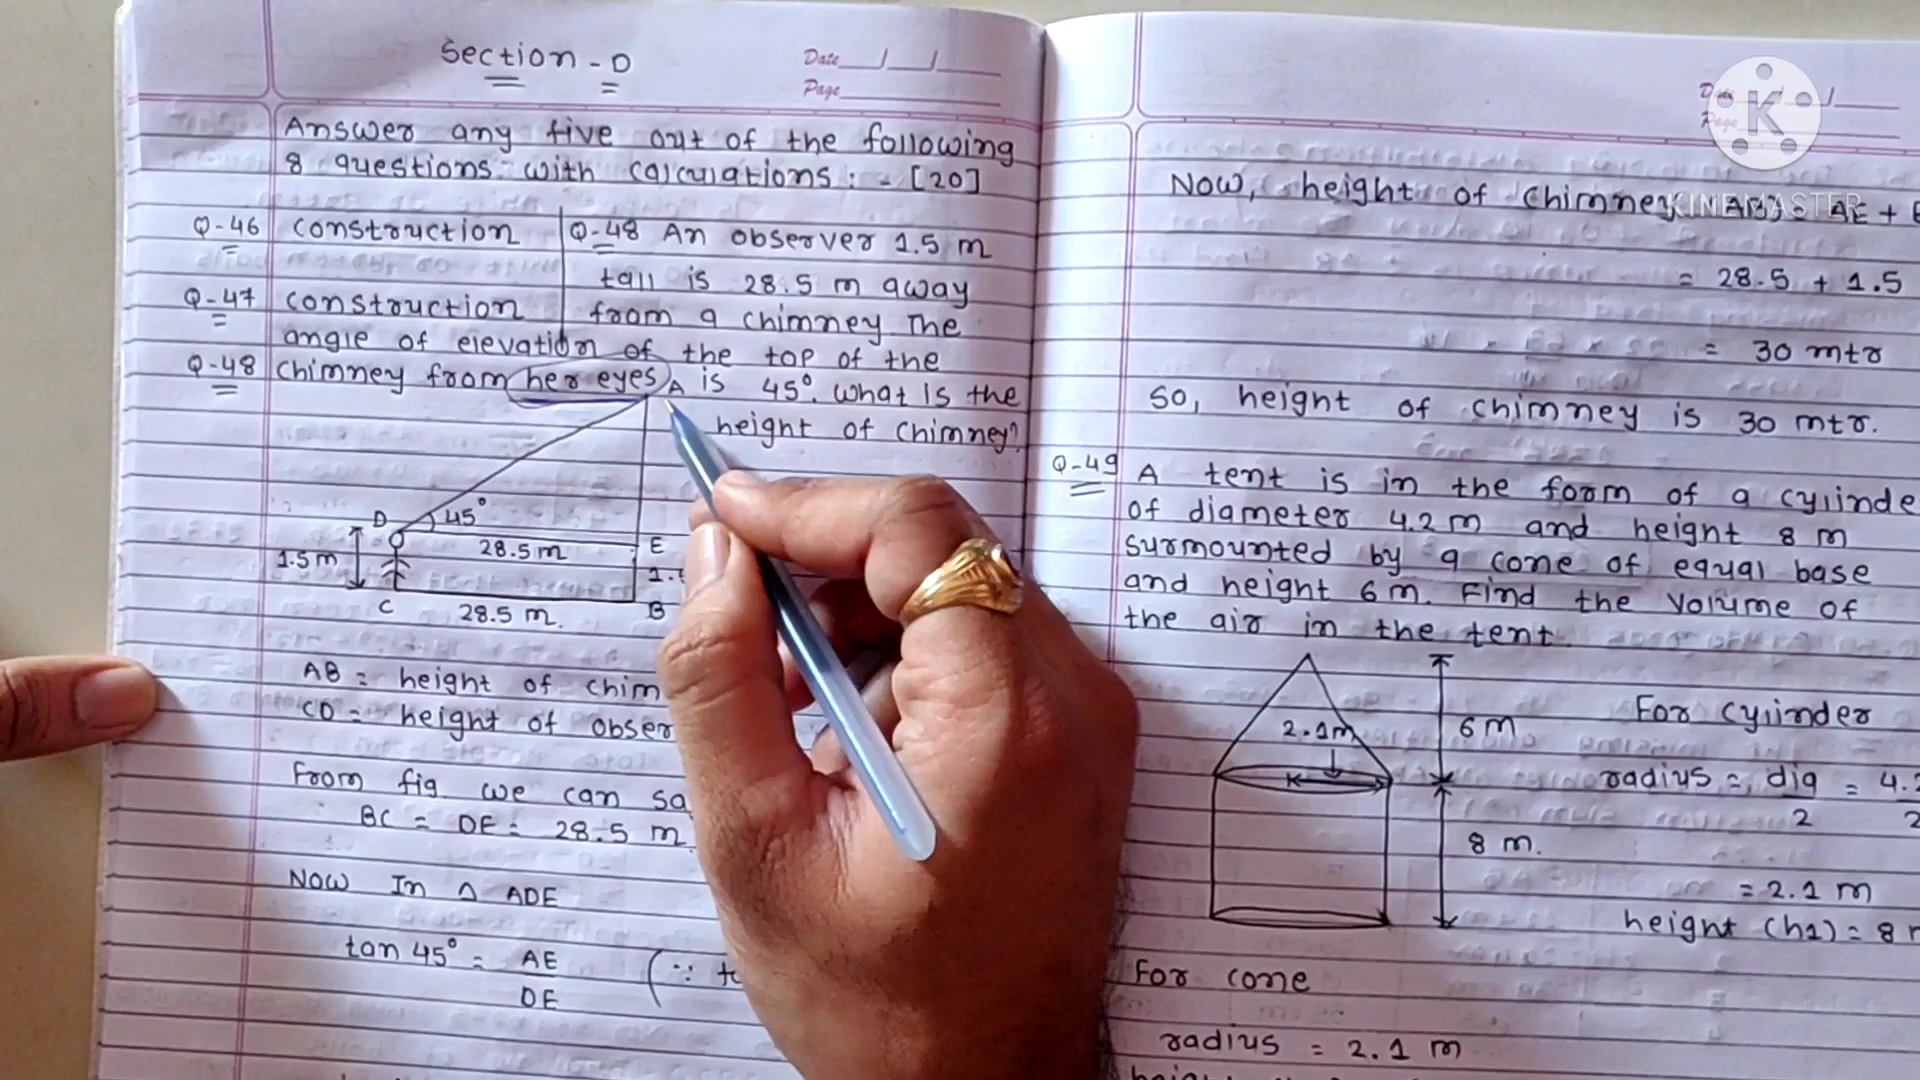 Section - D
Date
Page
Answer any five out of the following
8 questions with calculations : - [20]
Q-46 construction
Q-47 construction
Q-48 An observer 1.5 m
tall is 28.5 m away
from a chimney The
angle of elevation of the top of the
Q-48 chimney from her eyes is 45° what is the
height of chimney?
A
D 45°
28.5 m E
1.5 m
C 28.5 m. B
AB = height of chim
CD = height of obser
From fig we can sa
BC = DE = 28.5 m
Now In △ ADE
tan 45° = AE
DE
(∵
Page
KINEMASTER
K
Now, height of chimney AB = AE +
= 28.5 + 1.5
= 30 mtr
So, height of chimney is 30 mtr.
Q-49 A tent is in the form of a cylinde
of diameter 4.2 m and height 8 m
surmounted by a cone of equal base
and height 6 m. Find the volume of
the air in the tent
2.1m
6 m
8 m.
For cylinder
radius = dia = 4.2
2 2
= 2.1 m
height (h1) = 8
For cone
radius = 2.1 m